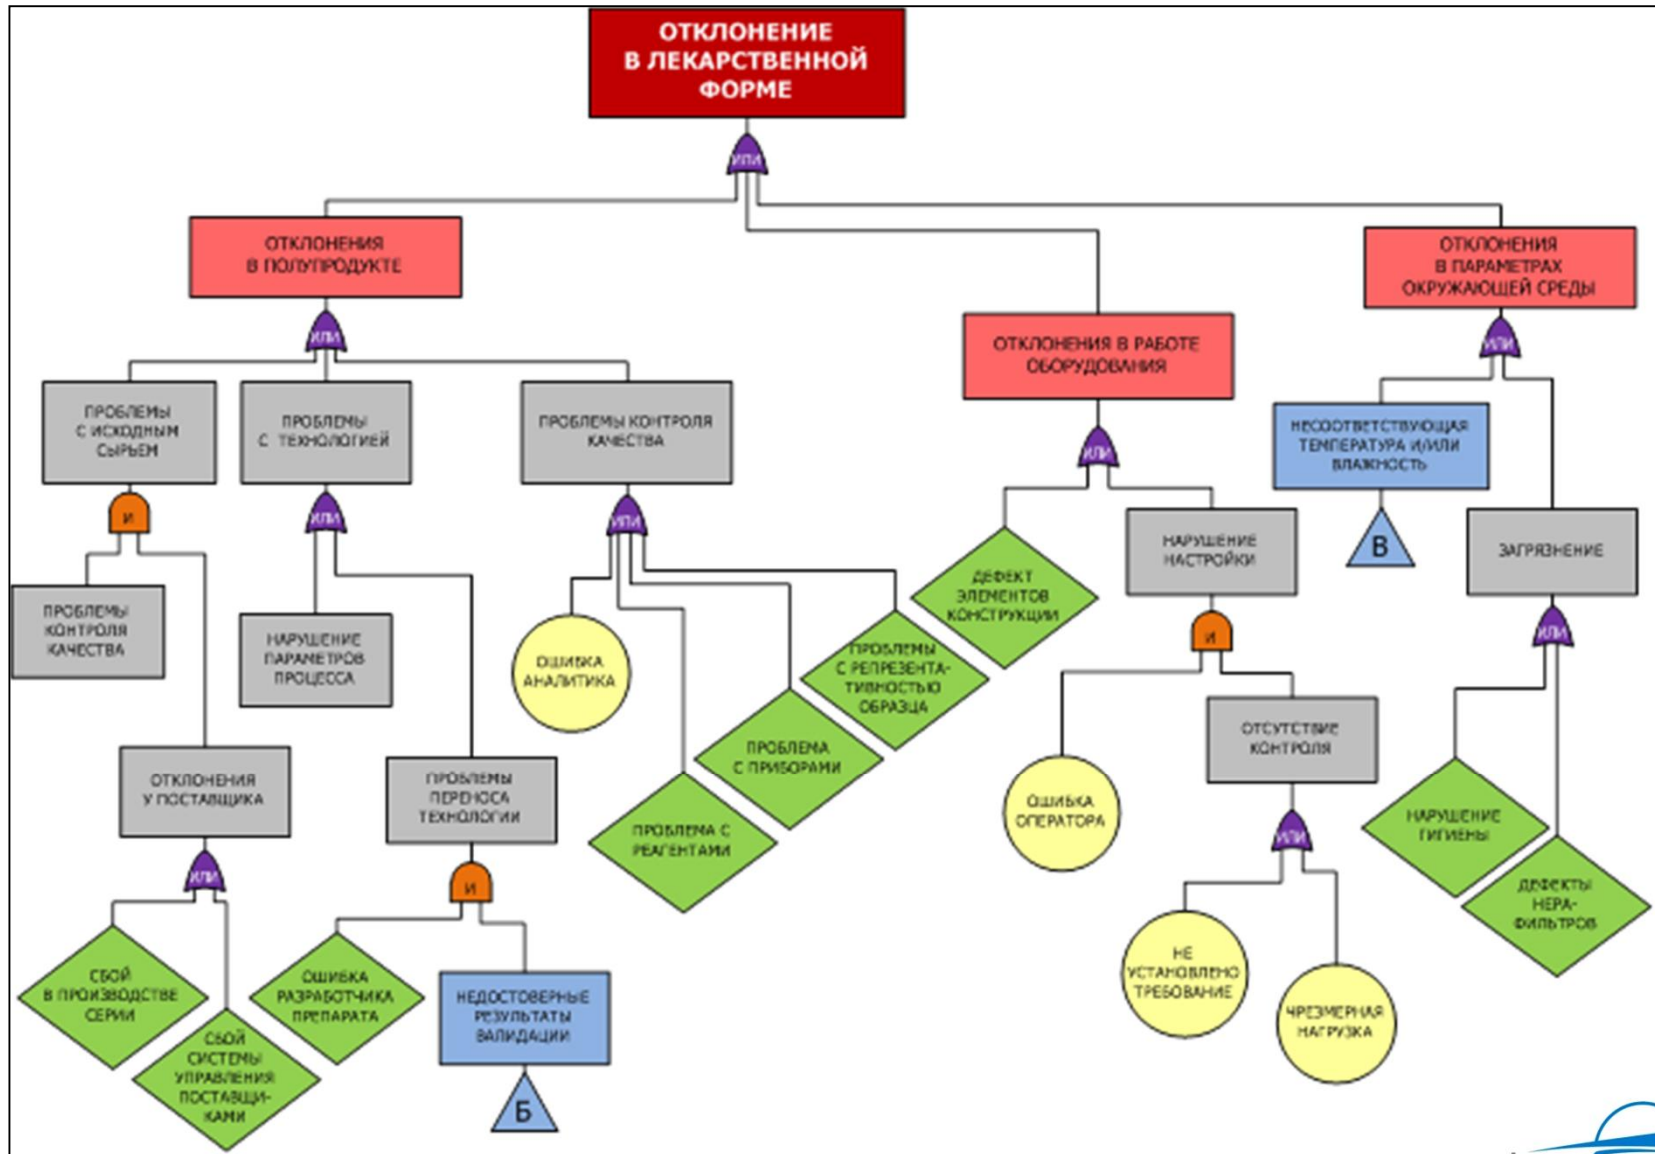 ОТКЛОНЕНИЕ
В ЛЕКАРСТВЕННОЙ
ФОРМЕ
ИЛИ
ОТКЛОНЕНИЯ
В ПОЛУПРОДУКТЕ
ОТКЛОНЕНИЯ В РАБОТЕ
ОБОРУДОВАНИЯ
ОТКЛОНЕНИЯ
В ПАРАМЕТРАХ
ОКРУЖАЮЩЕЙ СРЕДЫ
ИЛИ
ИЛИ
ИЛИ
ПРОБЛЕМЫ
С ИСХОДНЫМ
СЫРЬЕМ
ПРОБЛЕМЫ
С ТЕХНОЛОГИЕЙ
ПРОБЛЕМЫ КОНТРОЛЯ
КАЧЕСТВА
НЕСООТВЕТСТВУЮЩАЯ
ТЕМПЕРАТУРА И/ИЛИ
ВЛАЖНОСТЬ
В
И
ИЛИ
ИЛИ
НАРУШЕНИЕ
НАСТРОЙКИ
ЗАГРЯЗНЕНИЕ
ПРОБЛЕМЫ
КОНТРОЛЯ
КАЧЕСТВА
НАРУШЕНИЕ
ПАРАМЕТРОВ
ПРОЦЕССА
ОШИБКА
АНАЛИТИКА
ДЕФЕКТ
ЭЛЕМЕНТОВ
КОНСТРУКЦИИ
И
ИЛИ
ПРОБЛЕМЫ
С РЕПРЕЗЕНТА-
ТИВНОСТЬЮ
ОБРАЗЦА
ПРОБЛЕМА
С ПРИБОРАМИ
ПРОБЛЕМА С
РЕАГЕНТАМИ
ОТКЛОНЕНИЯ
У ПОСТАВЩИКА
ПРОБЛЕМЫ
ПЕРЕНОСА
ТЕХНОЛОГИИ
ОШИБКА
ОПЕРАТОРА
ОТСУТСТВИЕ
КОНТРОЛЯ
НАРУШЕНИЕ
ГИГИЕНЫ
ДЕФЕКТЫ
НЕРА-
ФИЛЬТРОВ
ИЛИ
И
ИЛИ
СБОЙ
В ПРОИЗВОДСТВЕ
СЕРИИ
СБОЙ
СИСТЕМЫ
УПРАВЛЕНИЯ
ПОСТАВЩИ-
КАМИ
ОШИБКА
РАЗРАБОТЧИКА
ПРЕПАРАТА
НЕДОСТОВЕРНЫЕ
РЕЗУЛЬТАТЫ
ВАЛИДАЦИИ
Б
НЕ
УСТАНОВЛЕНО
ТРЕБОВАНИЕ
ЧРЕЗМЕРНАЯ
НАГРУЗКА